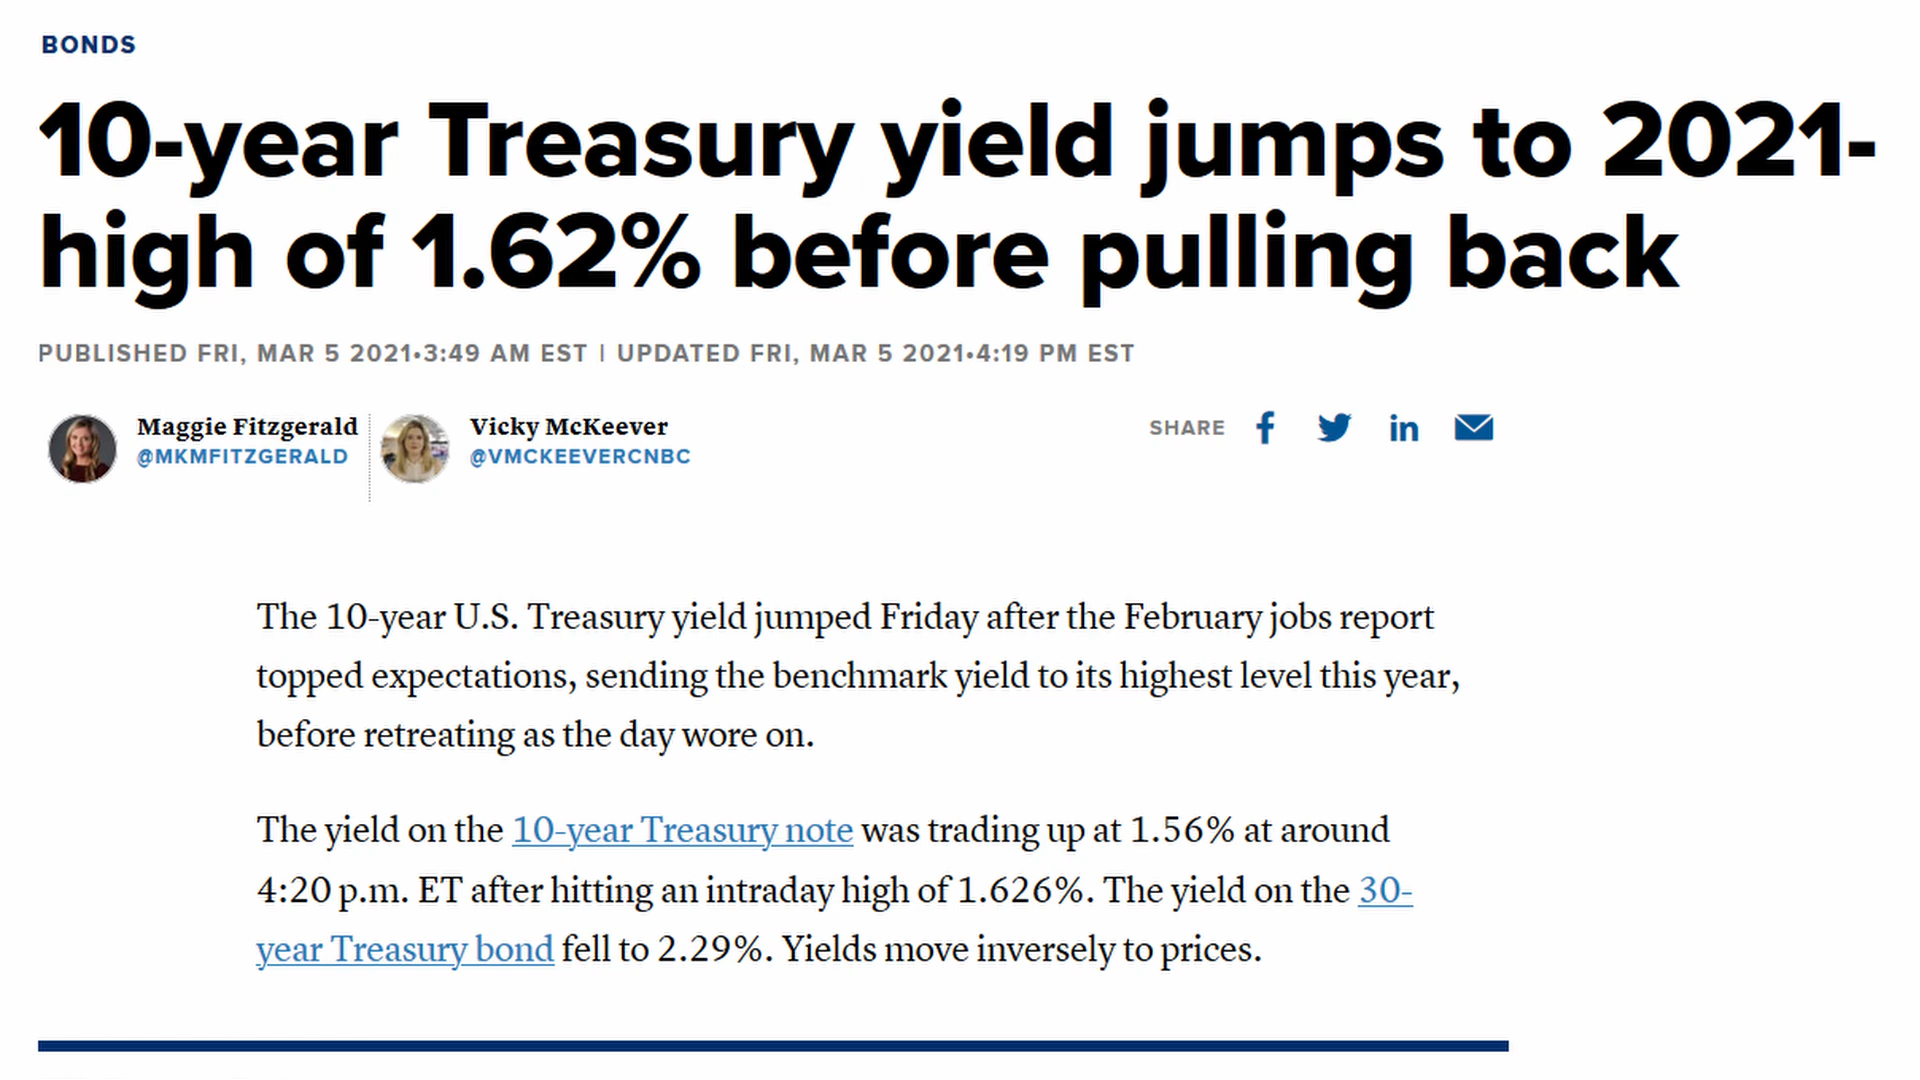 BONDS
10-year Treasury yield jumps to 2021-
high of 1.62% before pulling back
PUBLISHED FRI, MAR 5 2021•3:49 AM EST | UPDATED FRI, MAR 5 2021•4:19 PM EST
Maggie Fitzgerald
@MKMFITZGERALD
Vicky McKeever
@VMCKEEVERCNBC
SHARE
The 10-year U.S. Treasury yield jumped Friday after the February jobs report
topped expectations, sending the benchmark yield to its highest level this year,
before retreating as the day wore on.
The yield on the 10-year Treasury note was trading up at 1.56% at around
4:20 p.m. ET after hitting an intraday high of 1.626%. The yield on the 30-
year Treasury bond fell to 2.29%. Yields move inversely to prices.